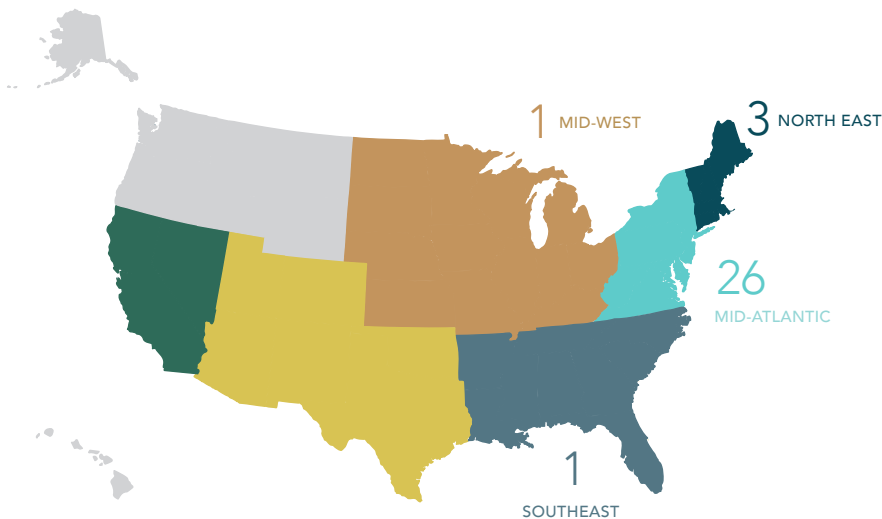 1 MID-WEST
3 NORTH EAST
26
MID-ATLANTIC
1
SOUTHEAST